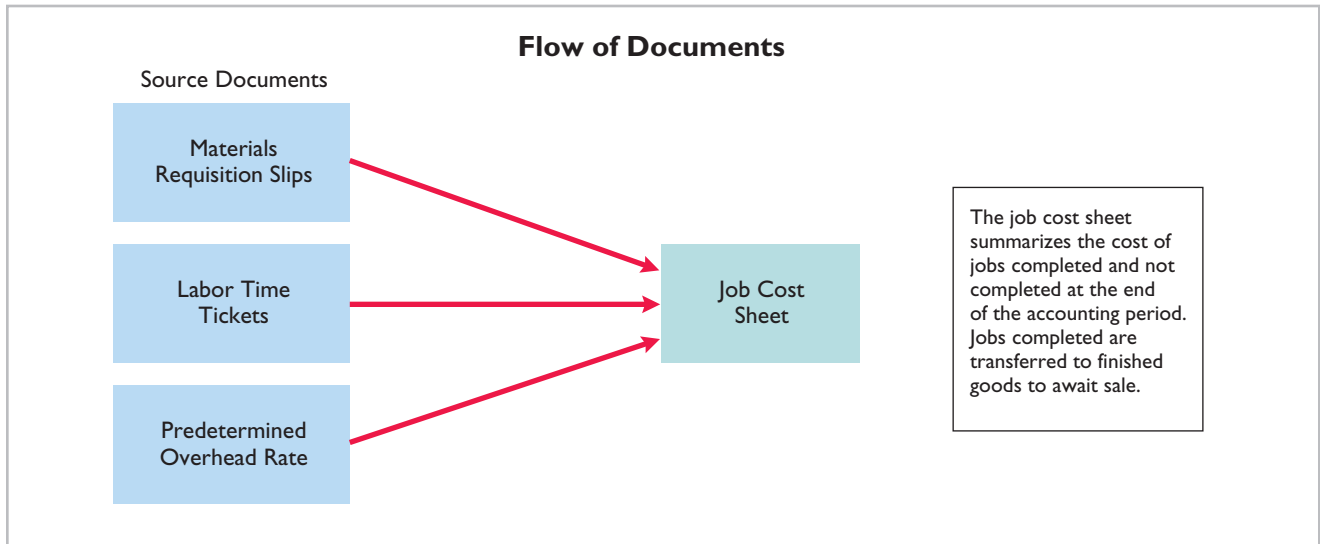 Flow of Documents
Source Documents
Materials
Requisition Slips
Labor Time
Tickets
Predetermined
Overhead Rate
Job Cost
Sheet
The job cost sheet
summarizes the cost of
jobs completed and not
completed at the end
of the accounting period.
Jobs completed are
transferred to finished
goods to await sale.